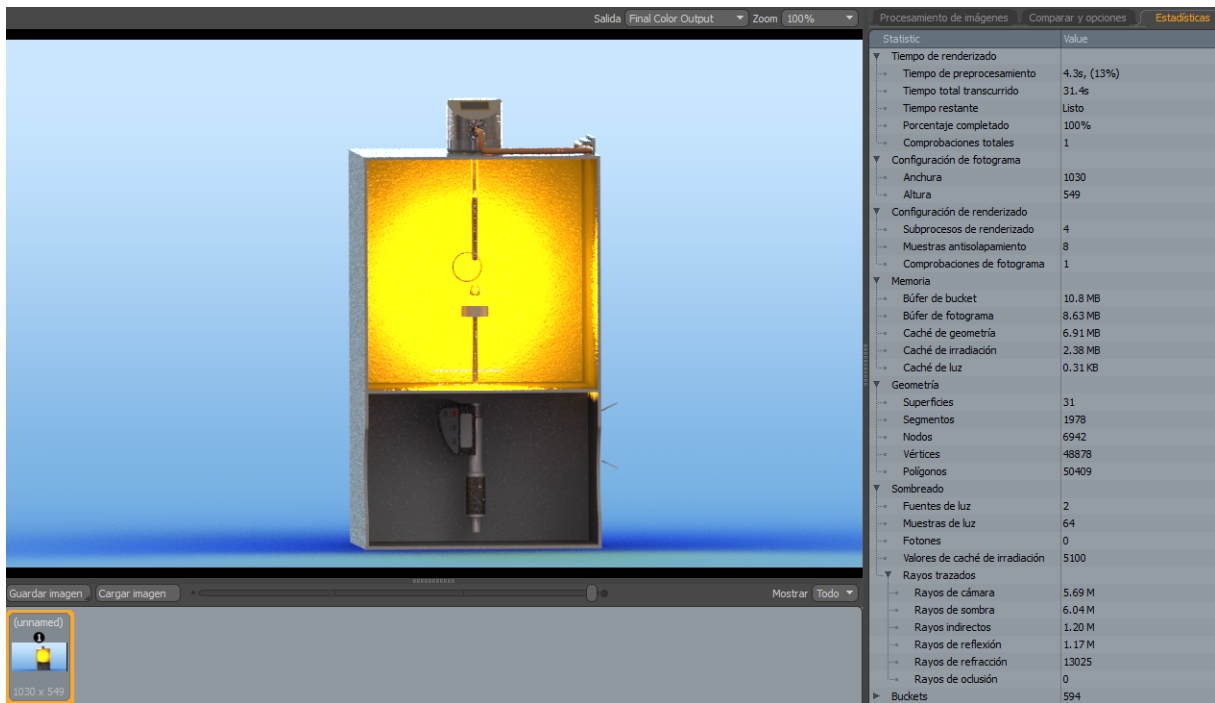 Salida Final Color Output Zoom 100%
Procesamiento de imágenes Comparar y opciones Estadísticas
Statistic Value
Tiempo de renderizado
Tiempo de preprocesamiento 4.3s, (13%)
Tiempo total transcurrido 31.4s
Tiempo restante Listo
Porcentaje completado 100%
Comprobaciones totales 1
Configuración de fotograma
Anchura 1030
Altura 549
Configuración de renderizado
Subprocesos de renderizado 4
Muestras antisolapamiento 8
Comprobaciones de fotograma 1
Memoria
Búfer de bucket 10.8 MB
Búfer de fotograma 8.63 MB
Caché de geometría 6.91 MB
Caché de irradiación 2.38 MB
Caché de luz 0.31 KB
Geometría
Superficies 31
Segmentos 1978
Nodos 6942
Vértices 48878
Polígonos 50409
Sombreado
Fuentes de luz 2
Muestras de luz 64
Fotones 0
Valores de caché de irradiación 5100
Rayos trazados
Rayos de cámara 5.69 M
Rayos de sombra 6.04 M
Rayos indirectos 1.20 M
Rayos de reflexión 1.17 M
Rayos de refracción 13025
Rayos de oclusión 0
Buckets 594
Guardar imagen Cargar imagen Mostrar Todo
(unnamed)
1
1030 x 549